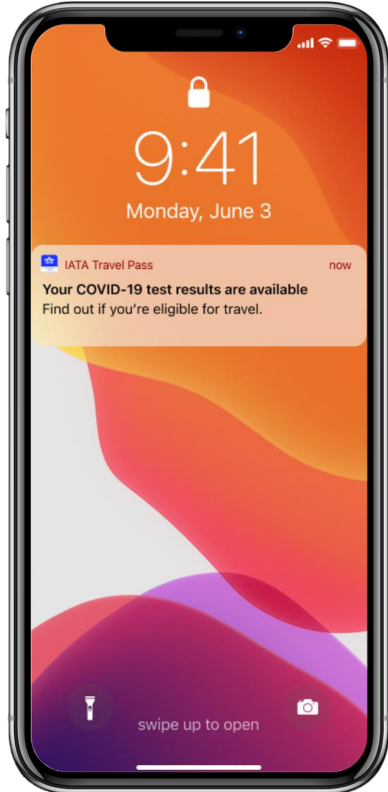 9:41
Monday, June 3
IATA Travel Pass now
Your COVID-19 test results are available
Find out if you're eligible for travel.
swipe up to open